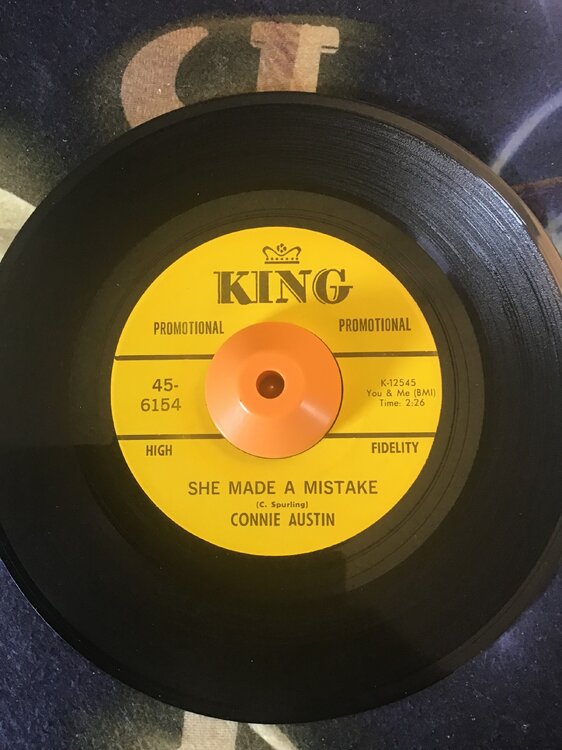 KING
PROMOTIONAL PROMOTIONAL
45-
6154
K-12545
You & Me (BMI)
Time: 2:26
HIGH FIDELITY
SHE MADE A MISTAKE
(C. Spurling)
CONNIE AUSTIN